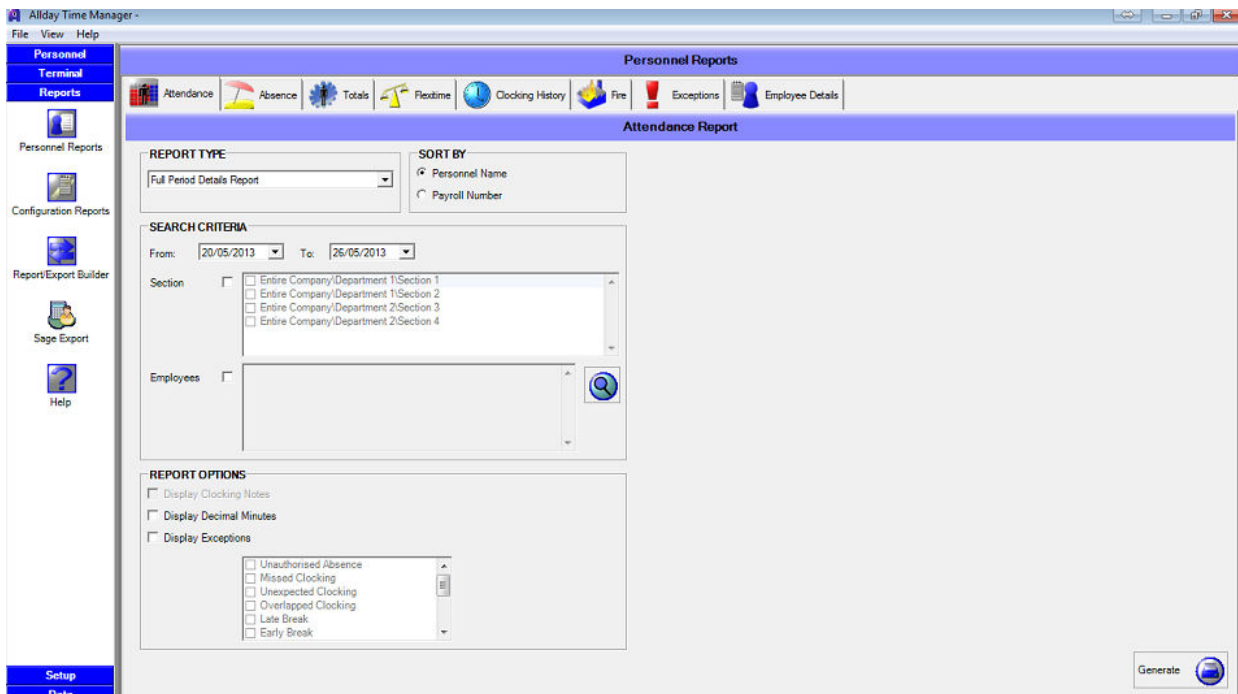 Allday Time Manager -
File View Help
Personnel
Terminal
Reports
Personnel Reports
Configuration Reports
Report/Export Builder
Sage Export
Help
Setup
Data
Personnel Reports
Attendance Absence Totals Flexitime Clocking History Fire Exceptions Employee Details
Attendance Report
REPORT TYPE
Full Period Details Report
SORT BY
Personnel Name
Payroll Number
SEARCH CRITERIA
From: 20/05/2013 To: 26/05/2013
Section
Entire Company\Department 1\Section 1
Entire Company\Department 1\Section 2
Entire Company\Department 2\Section 3
Entire Company\Department 2\Section 4
Employees
REPORT OPTIONS
Display Clocking Notes
Display Decimal Minutes
Display Exceptions
Unauthorised Absence
Missed Clocking
Unexpected Clocking
Overlapped Clocking
Late Break
Early Break
Generate